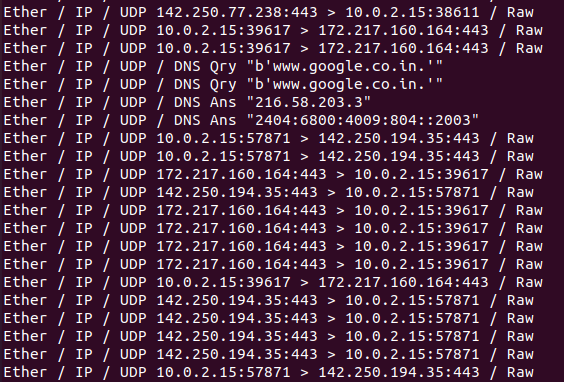 Ether / IP / UDP 142.250.77.238:443 > 10.0.2.15:38611 / Raw
Ether / IP / UDP 10.0.2.15:39617 > 172.217.160.164:443 / Raw
Ether / IP / UDP 10.0.2.15:39617 > 172.217.160.164:443 / Raw
Ether / IP / UDP / DNS Qry "b'www.google.co.in.'"
Ether / IP / UDP / DNS Qry "b'www.google.co.in.'"
Ether / IP / UDP / DNS Ans "216.58.203.3"
Ether / IP / UDP / DNS Ans "2404:6800:4009:804::2003"
Ether / IP / UDP 10.0.2.15:57871 > 142.250.194.35:443 / Raw
Ether / IP / UDP 10.0.2.15:57871 > 142.250.194.35:443 / Raw
Ether / IP / UDP 172.217.160.164:443 > 10.0.2.15:39617 / Raw
Ether / IP / UDP 142.250.194.35:443 > 10.0.2.15:57871 / Raw
Ether / IP / UDP 172.217.160.164:443 > 10.0.2.15:39617 / Raw
Ether / IP / UDP 172.217.160.164:443 > 10.0.2.15:39617 / Raw
Ether / IP / UDP 172.217.160.164:443 > 10.0.2.15:39617 / Raw
Ether / IP / UDP 172.217.160.164:443 > 10.0.2.15:39617 / Raw
Ether / IP / UDP 10.0.2.15:39617 > 172.217.160.164:443 / Raw
Ether / IP / UDP 142.250.194.35:443 > 10.0.2.15:57871 / Raw
Ether / IP / UDP 142.250.194.35:443 > 10.0.2.15:57871 / Raw
Ether / IP / UDP 142.250.194.35:443 > 10.0.2.15:57871 / Raw
Ether / IP / UDP 142.250.194.35:443 > 10.0.2.15:57871 / Raw
Ether / IP / UDP 10.0.2.15:57871 > 142.250.194.35:443 / Raw